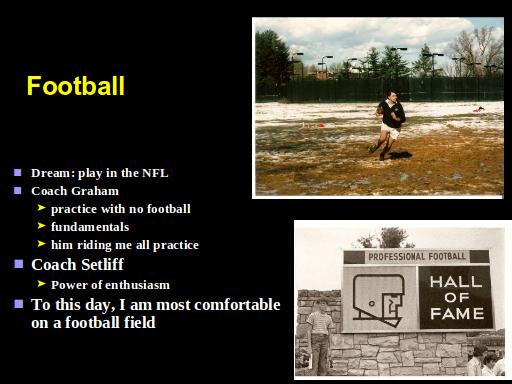 Football
Dream: play in the NFL
Coach Graham
practice with no football
fundamentals
him riding me all practice
Coach Setliff
Power of enthusiasm
To this day, I am most comfortable
on a football field
PROFESSIONAL FOOTBALL
HALL
OF
FAME